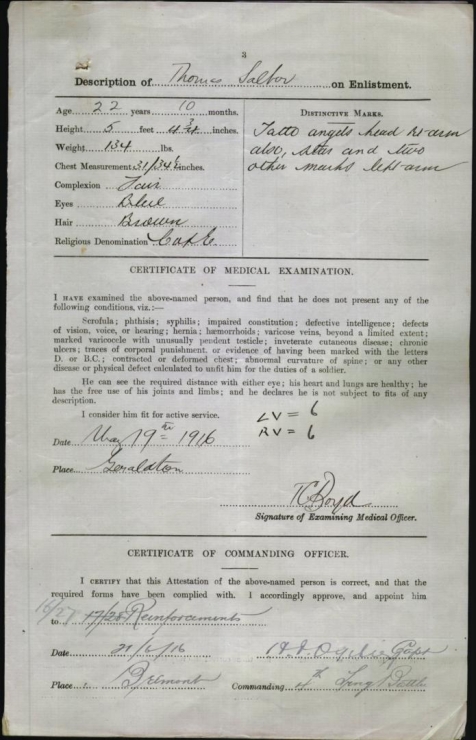 3
Description of Thomas on Enlistment.
Age 22 years 10 months.
Height 5 feet 4 3/4 inches.
Weight 134 lbs.
Chest Measurement 31/34½ inches.
Complexion Fair
Eyes Blue
Hair Brown
Religious Denomination C of E
DISTINCTIVE MARKS.
Tatto angels head Rt arm
also, and two
other marks left arm
CERTIFICATE OF MEDICAL EXAMINATION.
I HAVE examined the above-named person, and find that he does not present any of the
following conditions, viz.:—
Scrofula; phthisis; syphilis; impaired constitution; defective intelligence; defects
of vision, voice, or hearing; hernia; hæmorrhoids; varicose veins, beyond a limited extent;
marked varicocele with unusually pendent testicle; inveterate cutaneous disease; chronic
ulcers; traces of corporal punishment, or evidence of having been marked with the letters
D. or B.C.; contracted or deformed chest; abnormal curvature of spine; or any other
disease or physical defect calculated to unfit him for the duties of a soldier.
He can see the required distance with either eye; his heart and lungs are healthy; he
has the free use of his joints and limbs; and he declares he is not subject to fits of any
description.
I consider him fit for active service.
LV = 6
RV = 6
Date May 19th 1916
Place Geraldton
Signature of Examining Medical Officer.
CERTIFICATE OF COMMANDING OFFICER.
I CERTIFY that this Attestation of the above-named person is correct, and that the
required forms have been complied with. I accordingly approve, and appoint him
16/28
to 17/28 Reinforcements
Date 21/6/16 Capt
Place Commanding